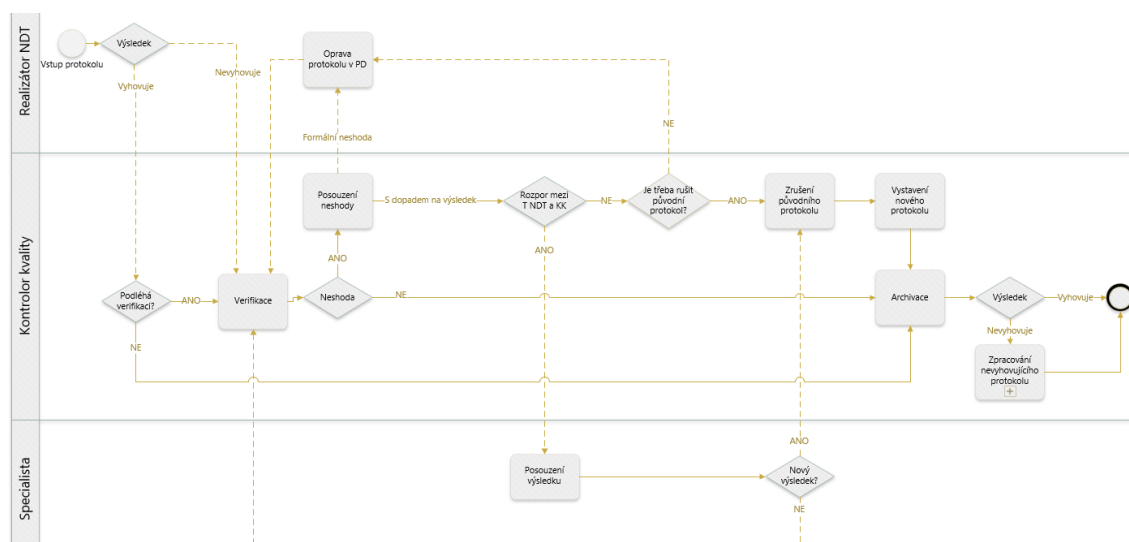 Realizátor NDT
Vstup protokolu
Výsledek
Vyhovuje
Nevyhovuje
Oprava
protokolu v PD
Formální neshoda
NE
Kontrolor kvality
Posouzení
neshody
S dopadem na výsledek
Rozpor mezi
T NDT a KK
NE
Je třeba rušit
původní
protokol?
ANO
Zrušení
původního
protokolu
Vystavení
nového
protokolu
ANO
ANO
Podléhá
verifikaci?
ANO
Verifikace
Neshoda
NE
Archivace
Výsledek
Vyhovuje
Nevyhovuje
NE
Zpracování
nevyhovujícího
protokolu
Specialista
ANO
Posouzení
výsledku
Nový
výsledek?
NE